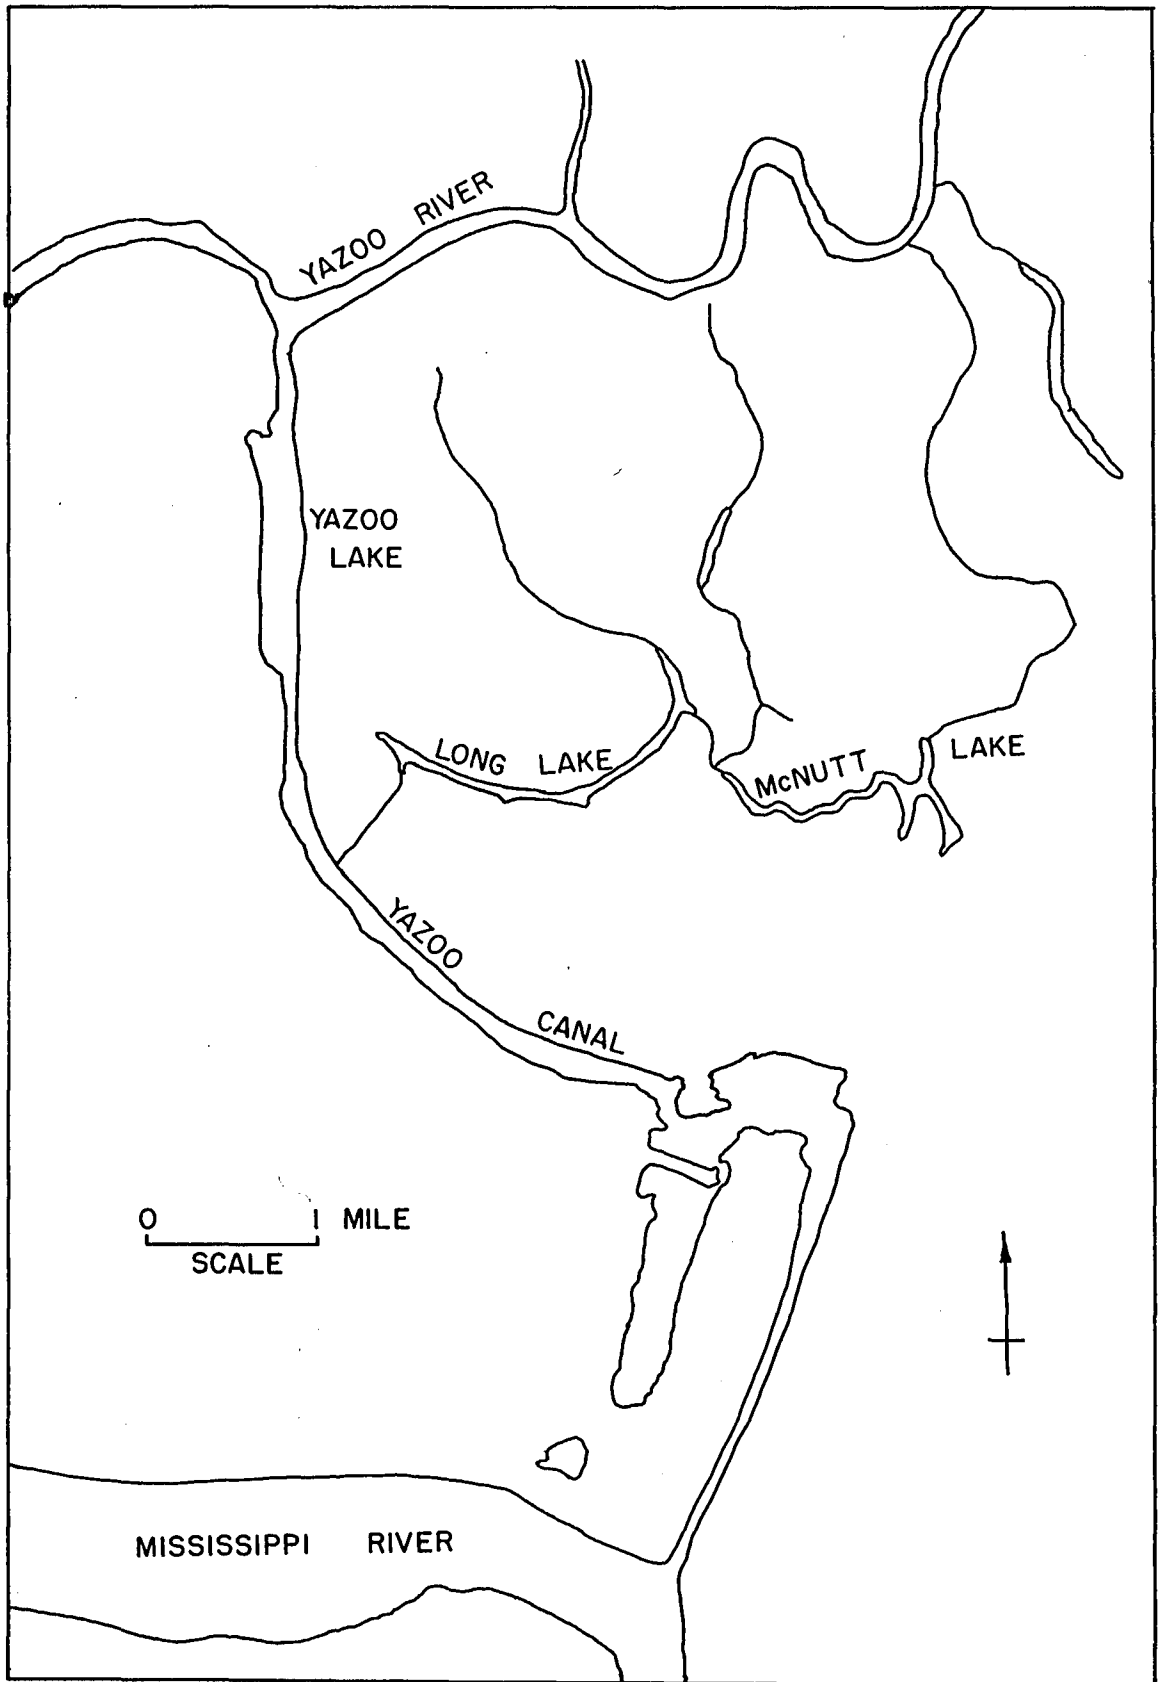 YAZOO RIVER
YAZOO
LAKE
LONG LAKE
McNUTT LAKE
YAZOO CANAL
0 1 MILE
SCALE
MISSISSIPPI RIVER